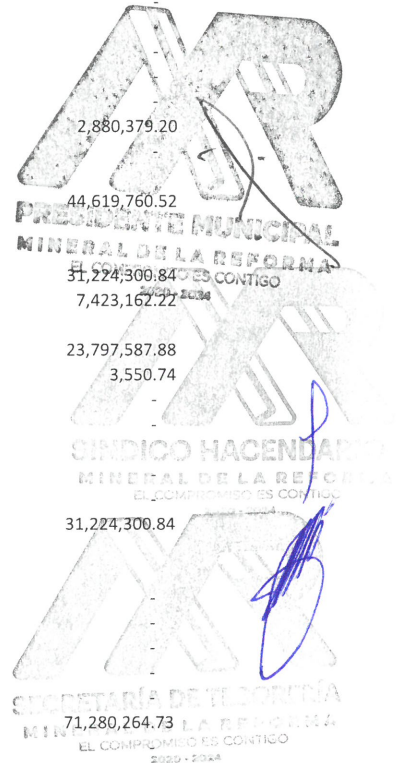 -
-
2,880,379.20
-
-
44,619,760.52
PRESIDENTE MUNICIPAL
MINERAL DE LA REFORMA
31,224,300.84
EL COMPROMISO ES CONTIGO
2020 - 2024
7,423,162.22
23,797,587.88
3,550.74
-
-
SINDICO HACENDARIO
MINERAL DE LA REFORMA
EL COMPROMISO ES CONTIGO
31,224,300.84
-
-
-
-
-
SECRETARÍA DE TESORERÍA
MINERAL DE LA REFORMA
71,280,264.73
EL COMPROMISO ES CONTIGO
2020 - 2024